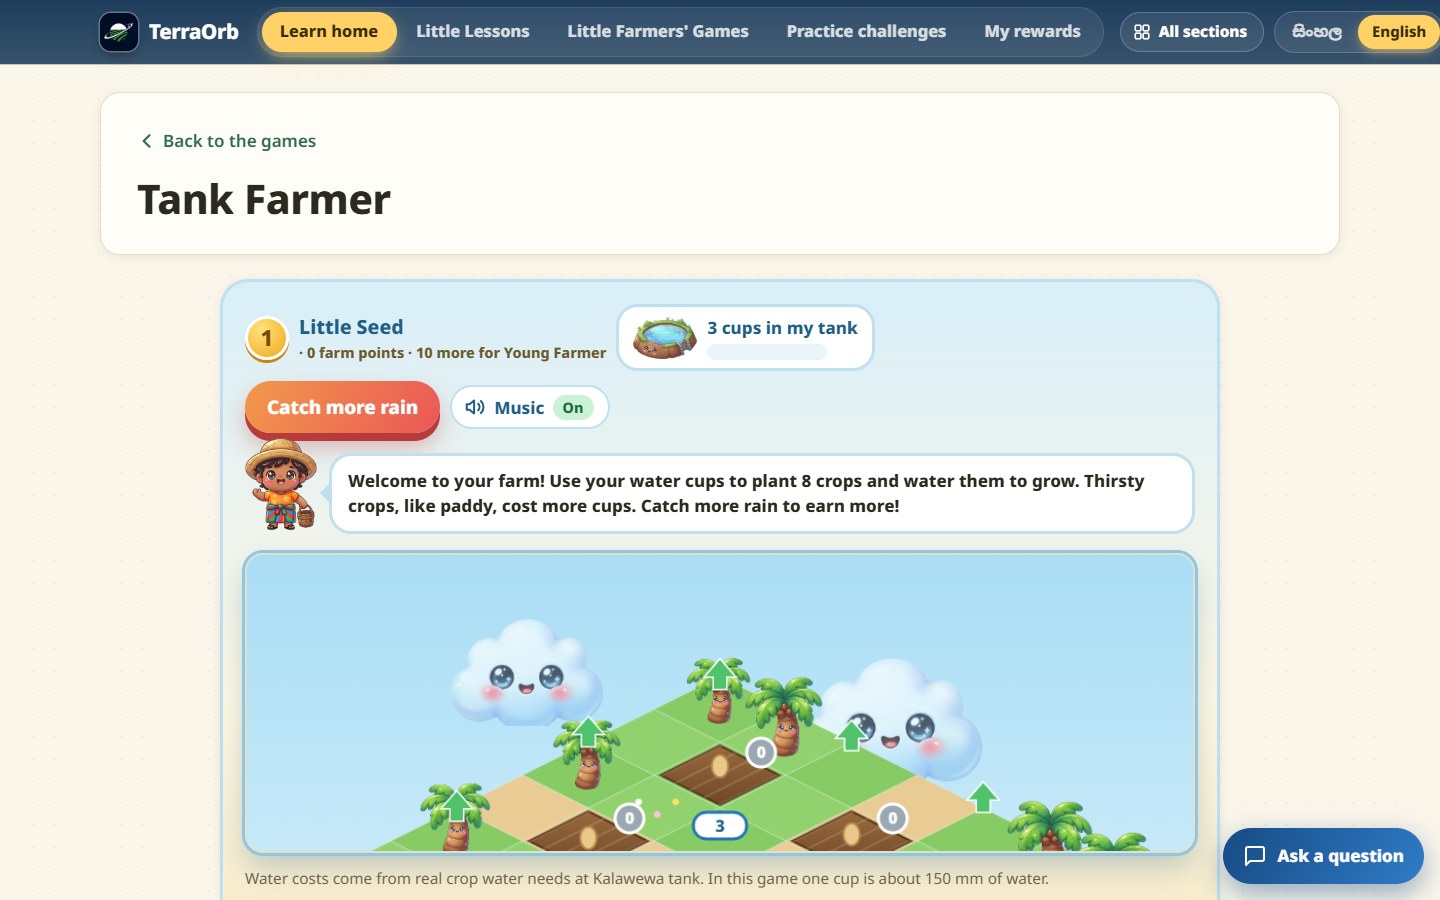 TerraOrb
Learn home
Little Lessons
Little Farmers' Games
Practice challenges
My rewards
All sections
සිංහල
English
Back to the games
Tank Farmer
1
Little Seed
· 0 farm points · 10 more for Young Farmer
3 cups in my tank
Catch more rain
Music On
Welcome to your farm! Use your water cups to plant 8 crops and water them to grow. Thirsty
crops, like paddy, cost more cups. Catch more rain to earn more!
0
0
3
0
Water costs come from real crop water needs at Kalawewa tank. In this game one cup is about 150 mm of water.
Ask a question